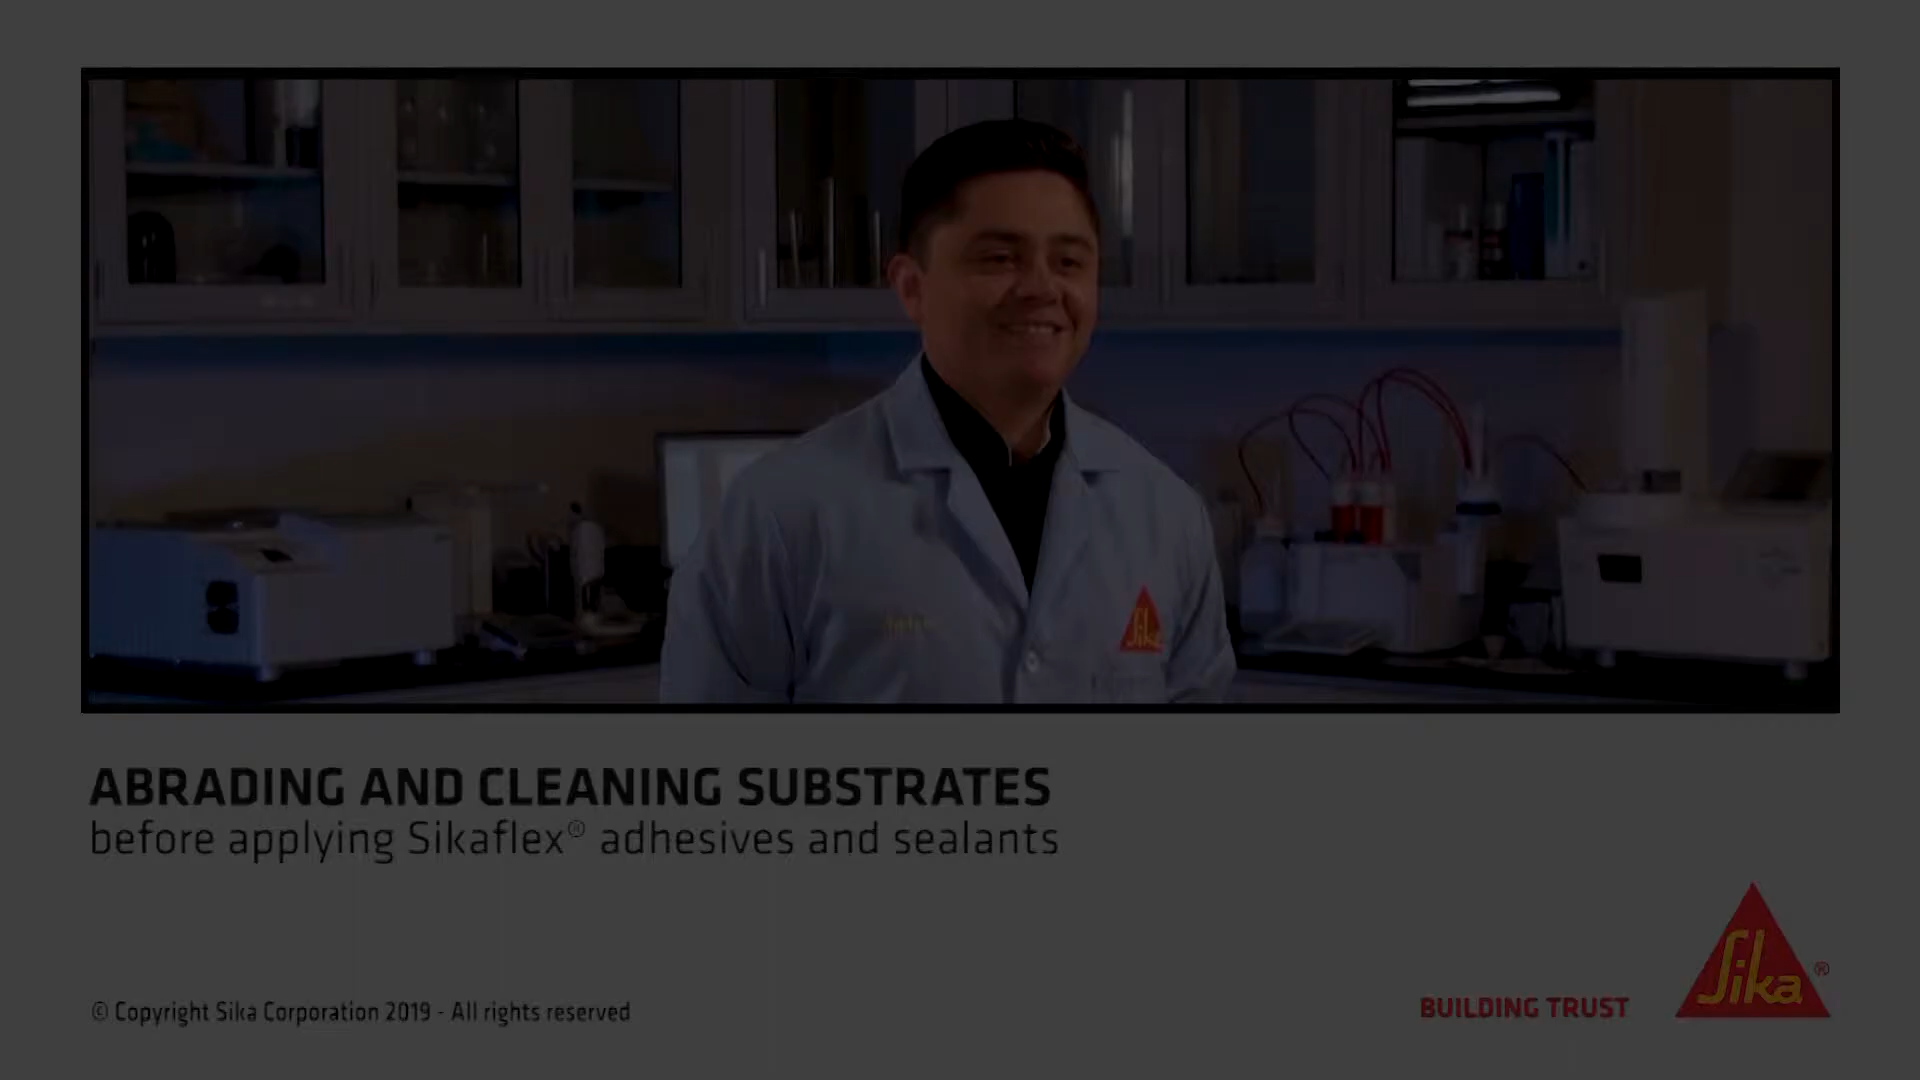 Sika
ABRADING AND CLEANING SUBSTRATES
before applying Sikaflex® adhesives and sealants
© Copyright Sika Corporation 2019 - All rights reserved
BUILDING TRUST
Sika®